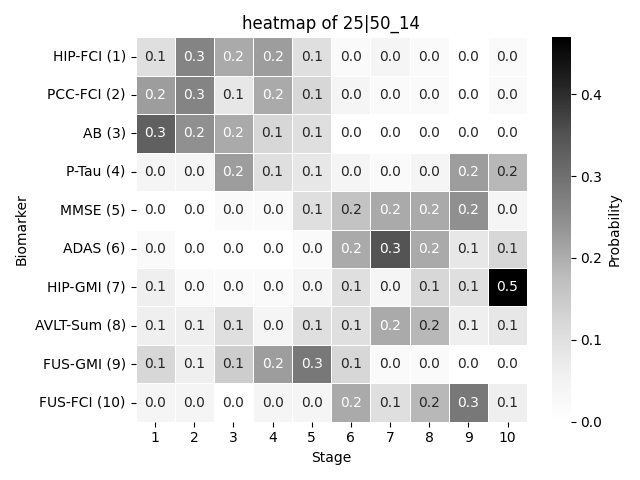 heatmap of 25|50_14
HIP-FCI (1) 0.1 0.3 0.2 0.2 0.1 0.0 0.0 0.0 0.0 0.0
PCC-FCI (2) 0.2 0.3 0.1 0.2 0.1 0.0 0.0 0.0 0.0 0.0
AB (3) 0.3 0.2 0.2 0.1 0.1 0.0 0.0 0.0 0.0 0.0
P-Tau (4) 0.0 0.0 0.2 0.1 0.1 0.0 0.0 0.0 0.2 0.2
MMSE (5) 0.0 0.0 0.0 0.0 0.1 0.2 0.2 0.2 0.2 0.0
ADAS (6) 0.0 0.0 0.0 0.0 0.0 0.2 0.3 0.2 0.1 0.1
HIP-GMI (7) 0.1 0.0 0.0 0.0 0.0 0.1 0.0 0.1 0.1 0.5
AVLT-Sum (8) 0.1 0.1 0.1 0.0 0.1 0.1 0.2 0.2 0.1 0.1
FUS-GMI (9) 0.1 0.1 0.1 0.2 0.3 0.1 0.0 0.0 0.0 0.0
FUS-FCI (10) 0.0 0.0 0.0 0.0 0.0 0.2 0.1 0.2 0.3 0.1
1 2 3 4 5 6 7 8 9 10
Stage
Biomarker
0.4
0.3
0.2
0.1
0.0
Probability